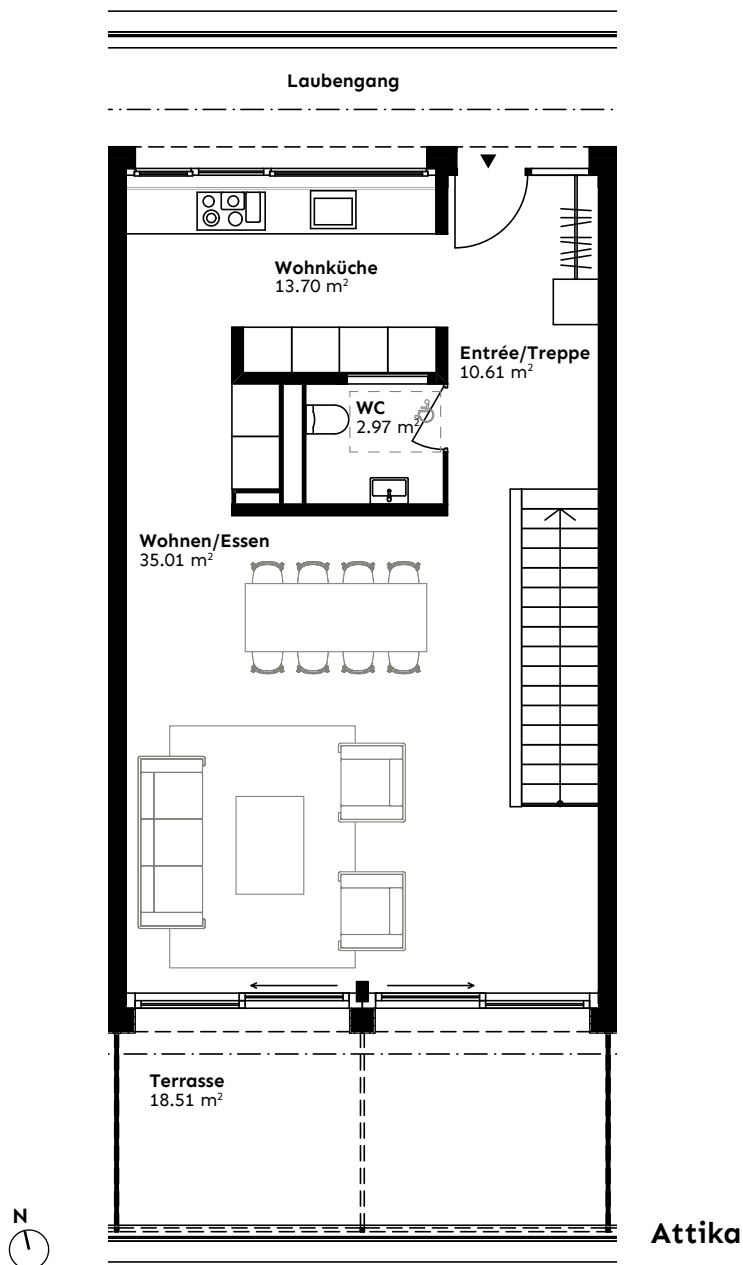 Laubengang
Wohnküche
13.70 m²
Entrée/Treppe
10.61 m²
WC
2.97 m²
Wohnen/Essen
35.01 m²
Terrasse
18.51 m²
N
Attika